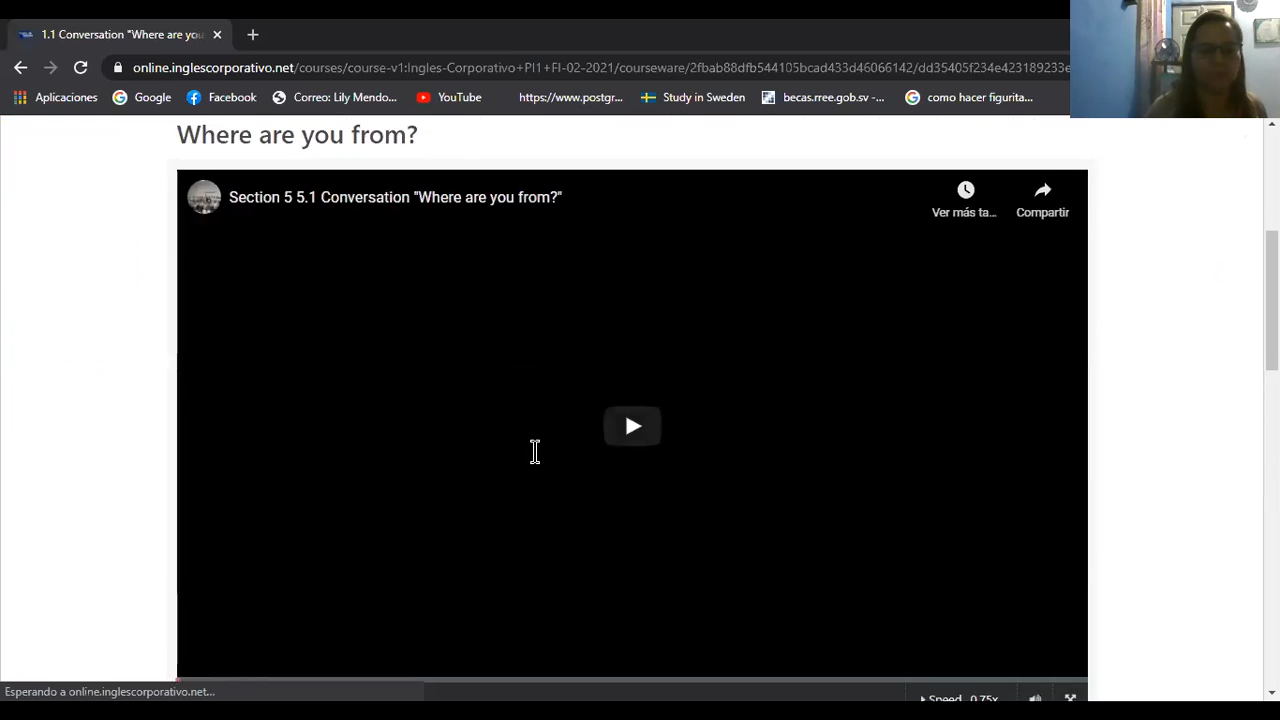 1.1 Conversation "Where are you
online.inglescorporativo.net/courses/course-v1:Ingles-Corporativo+PI1+FI-02-2021/courseware/2fbab88dfb544105bcad433d46066142/dd35405f234e423189233e
Aplicaciones Google Facebook Correo: Lily Mendo... YouTube https://www.postgr... Study in Sweden becas.ree.gob.sv -... como hacer figurita...
Where are you from?
Section 5 5.1 Conversation "Where are you from?"
Ver más ta... Compartir
Esperando a online.inglescorporativo.net...
Speed 0.75x